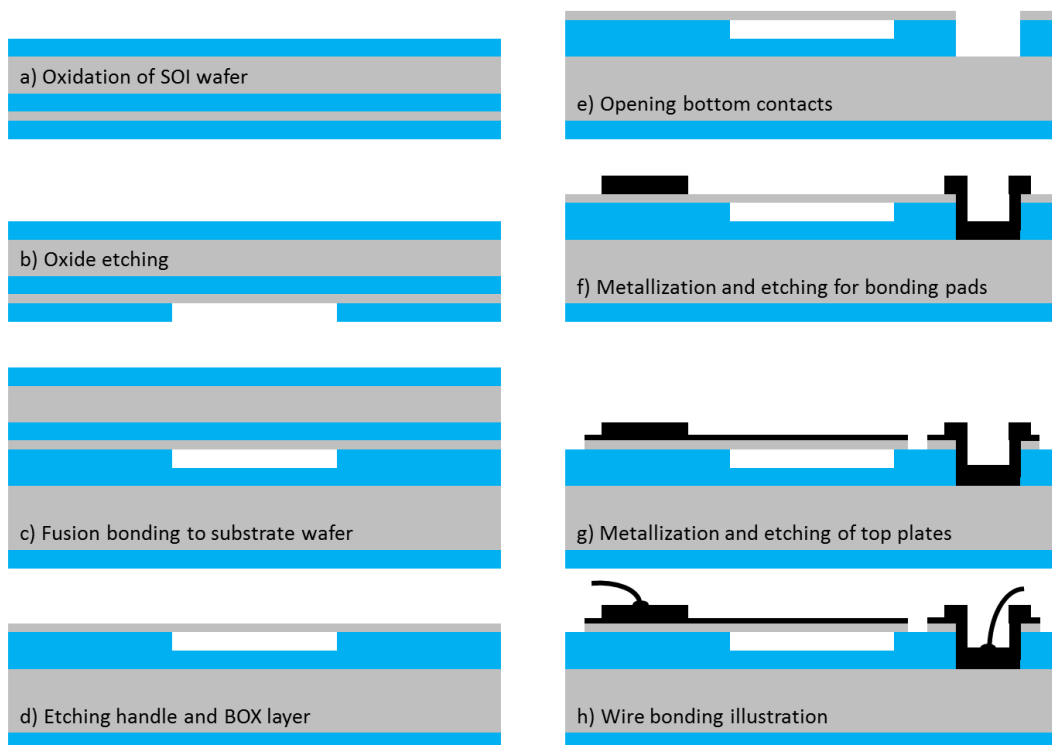 a) Oxidation of SOI wafer
b) Oxide etching
c) Fusion bonding to substrate wafer
d) Etching handle and BOX layer
e) Opening bottom contacts
f) Metallization and etching for bonding pads
g) Metallization and etching of top plates
h) Wire bonding illustration